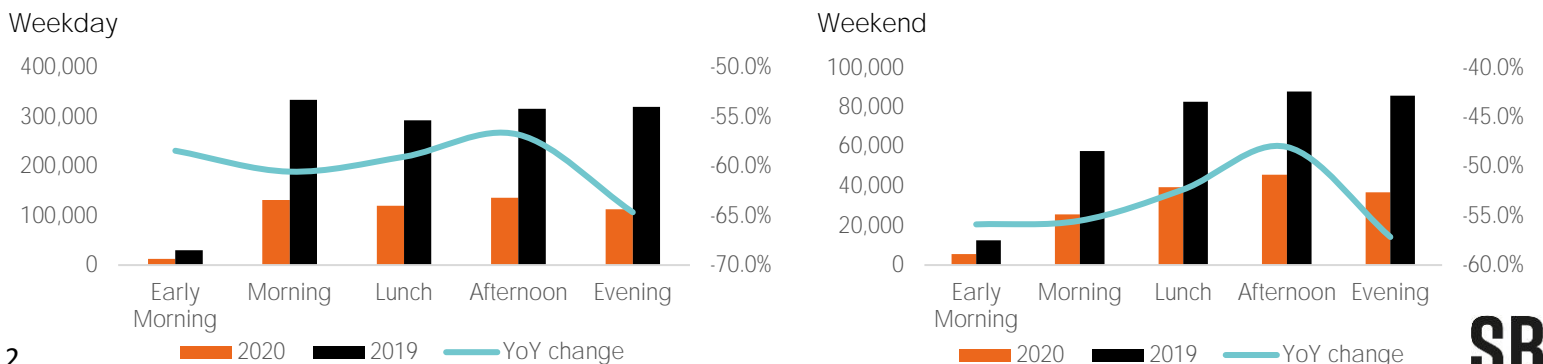 Weekday
400,000
300,000
200,000
100,000
0
-50.0%
-55.0%
-60.0%
-65.0%
-70.0%
Early
Morning
Morning
Lunch
Afternoon
Evening
2020
2019
YoY change
Weekend
100,000
80,000
60,000
40,000
20,000
0
-40.0%
-45.0%
-50.0%
-55.0%
-60.0%
Early
Morning
Morning
Lunch
Afternoon
Evening
2020
2019
YoY change
2
SB